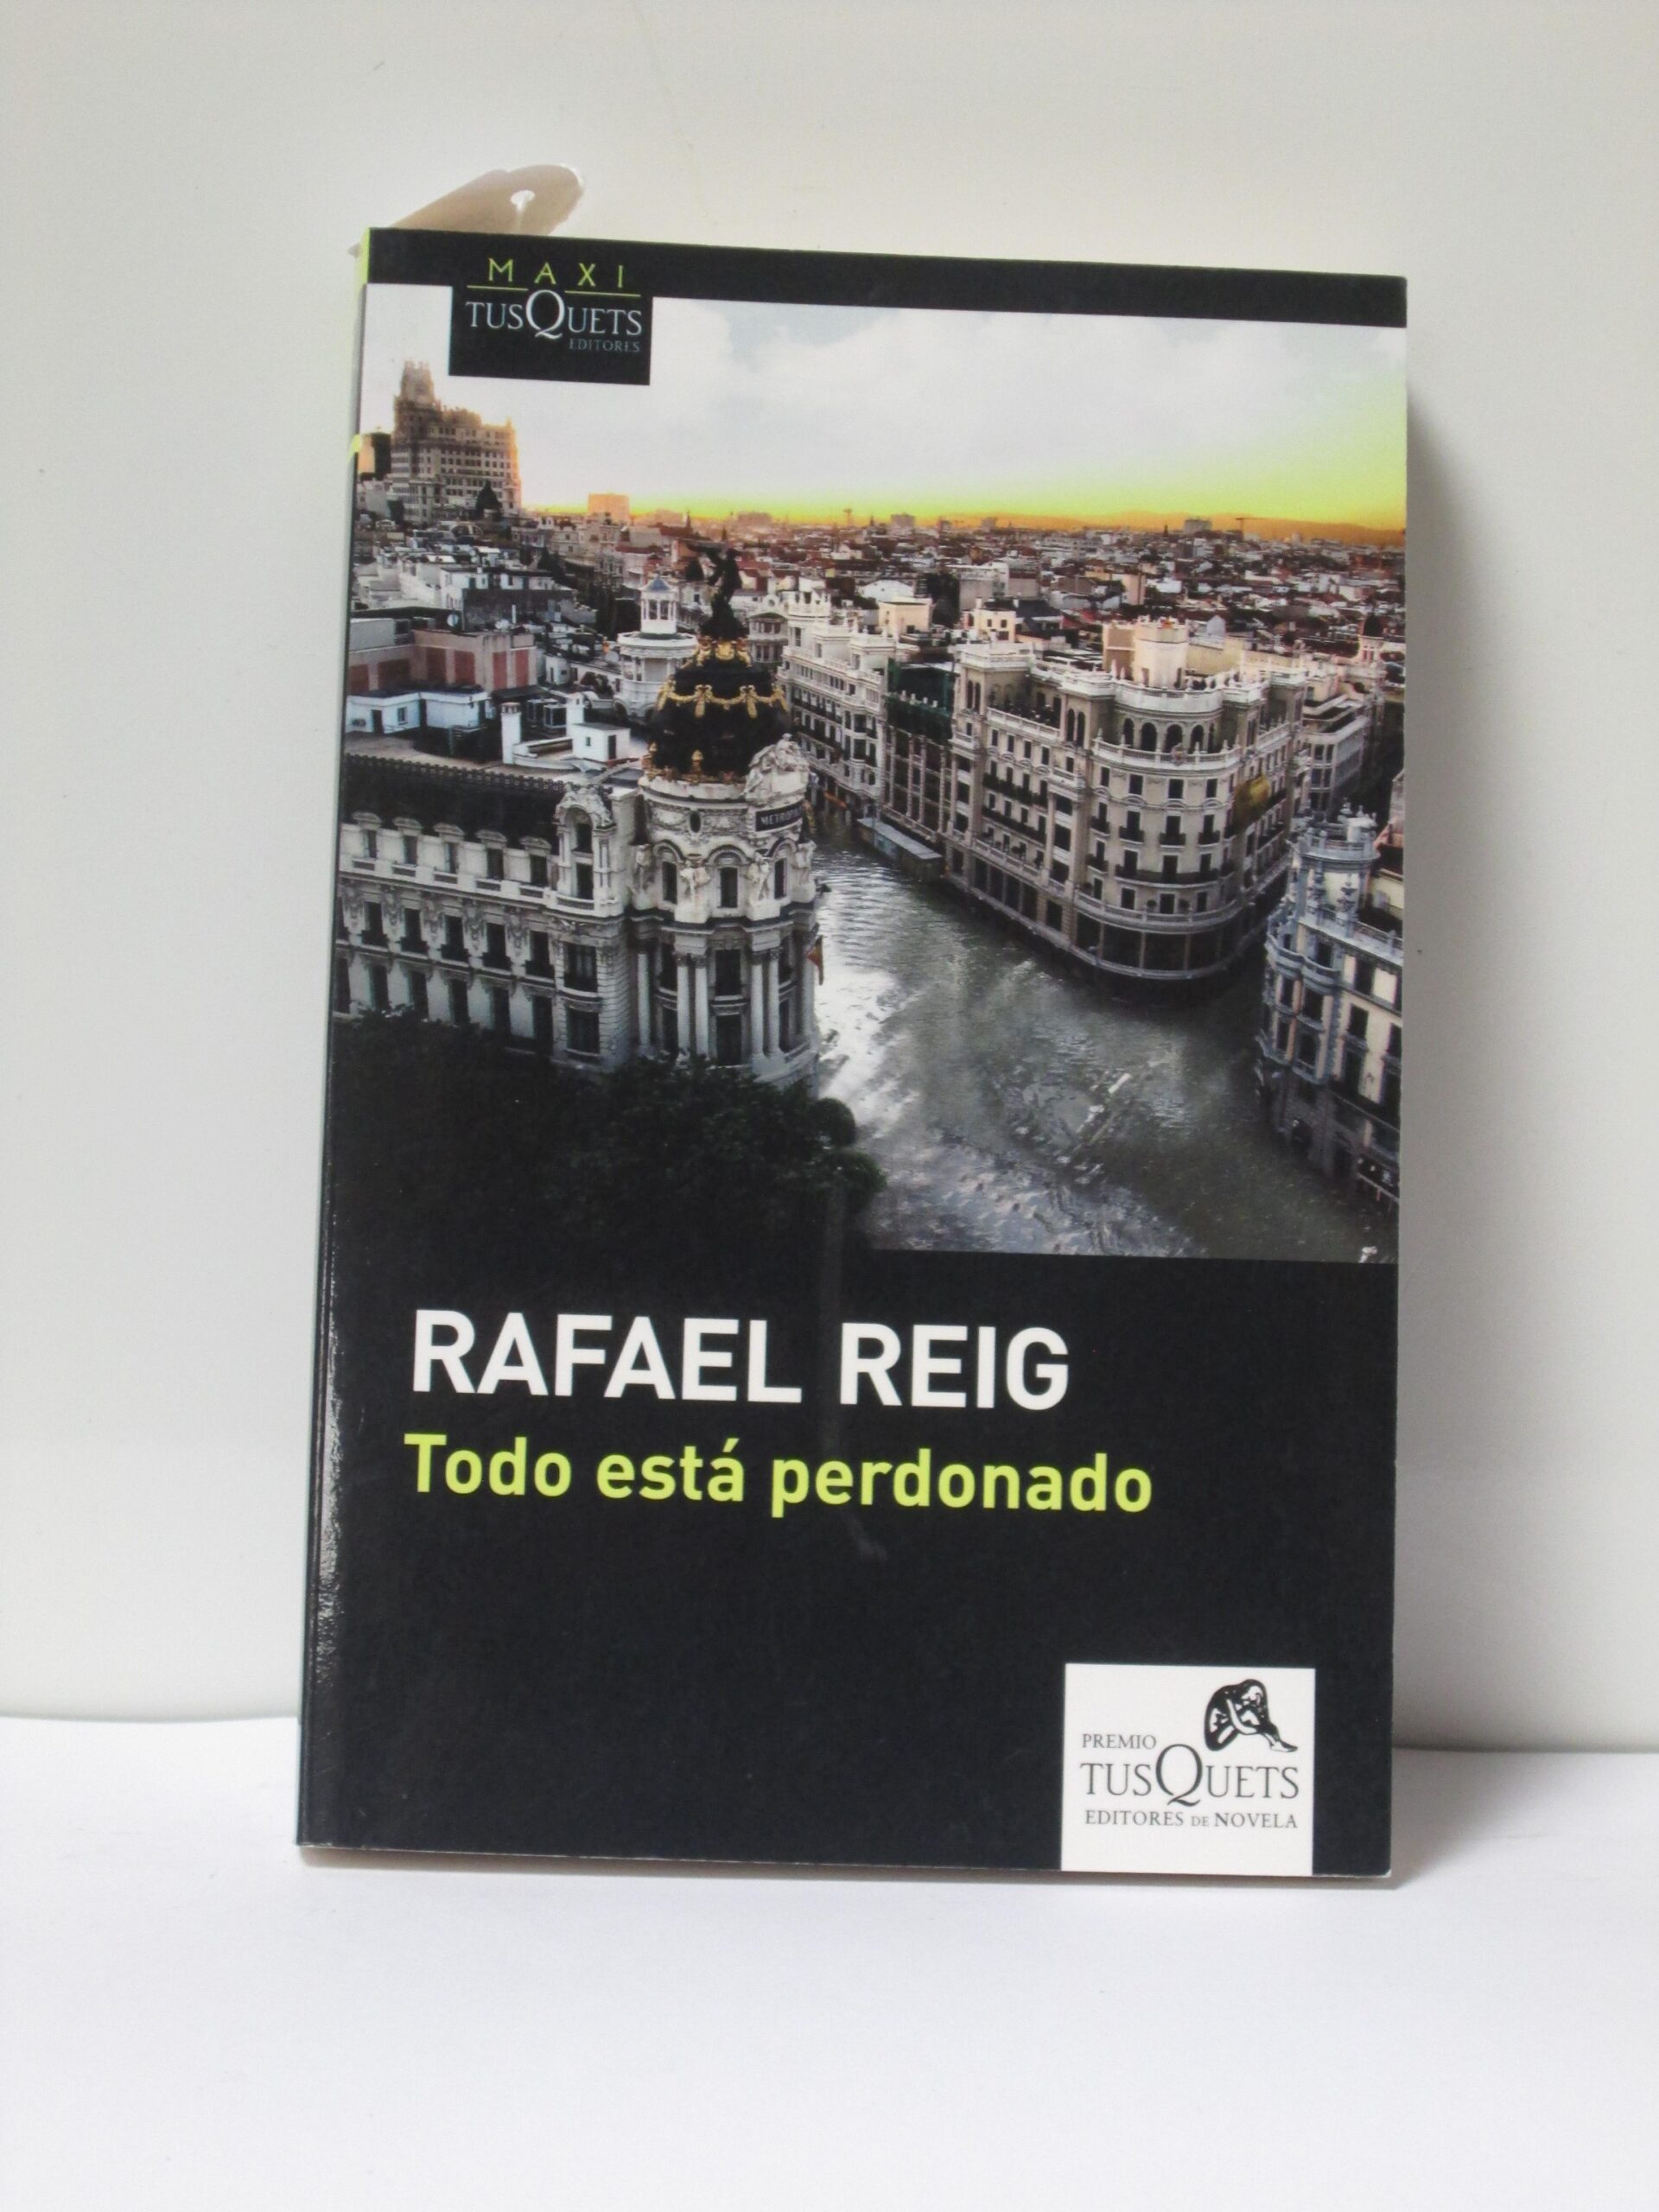 MAXI
TUSQUETS
EDITORES
RAFAEL REIG
Todo está perdonado
PREMIO
TUSQUETS
EDITORES DE NOVELA